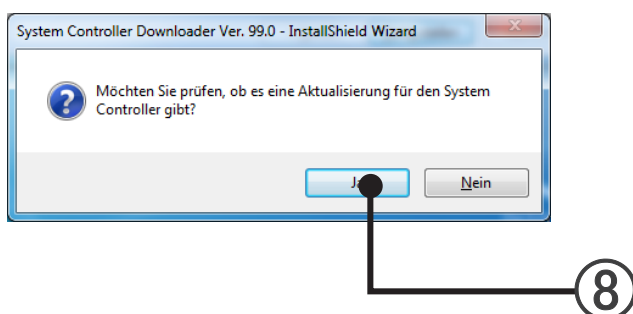 System Controller Downloader Ver. 99.0 - InstallShield Wizard
Möchten Sie prüfen, ob es eine Aktualisierung für den System
Controller gibt?
Nein
8